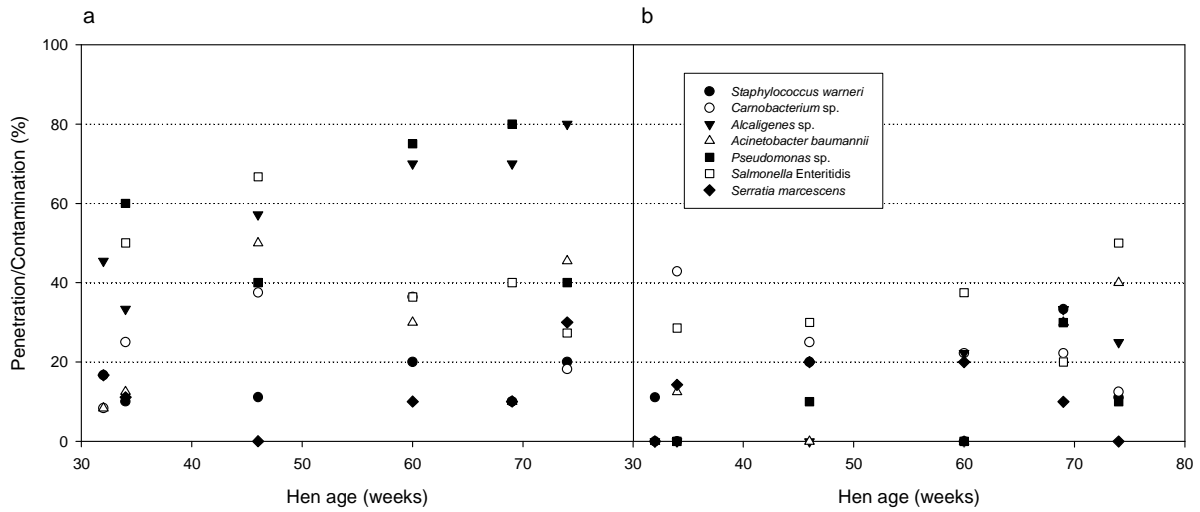 a
b
Penetration/Contamination (%)
100
80
60
40
20
0
Staphylococcus warneri
Carnobacterium sp.
Alcaligenes sp.
Acinetobacter baumannii
Pseudomonas sp.
Salmonella Enteritidis
Serratia marcescens
30 40 50 60 70 30 40 50 60 70 80
Hen age (weeks) Hen age (weeks)